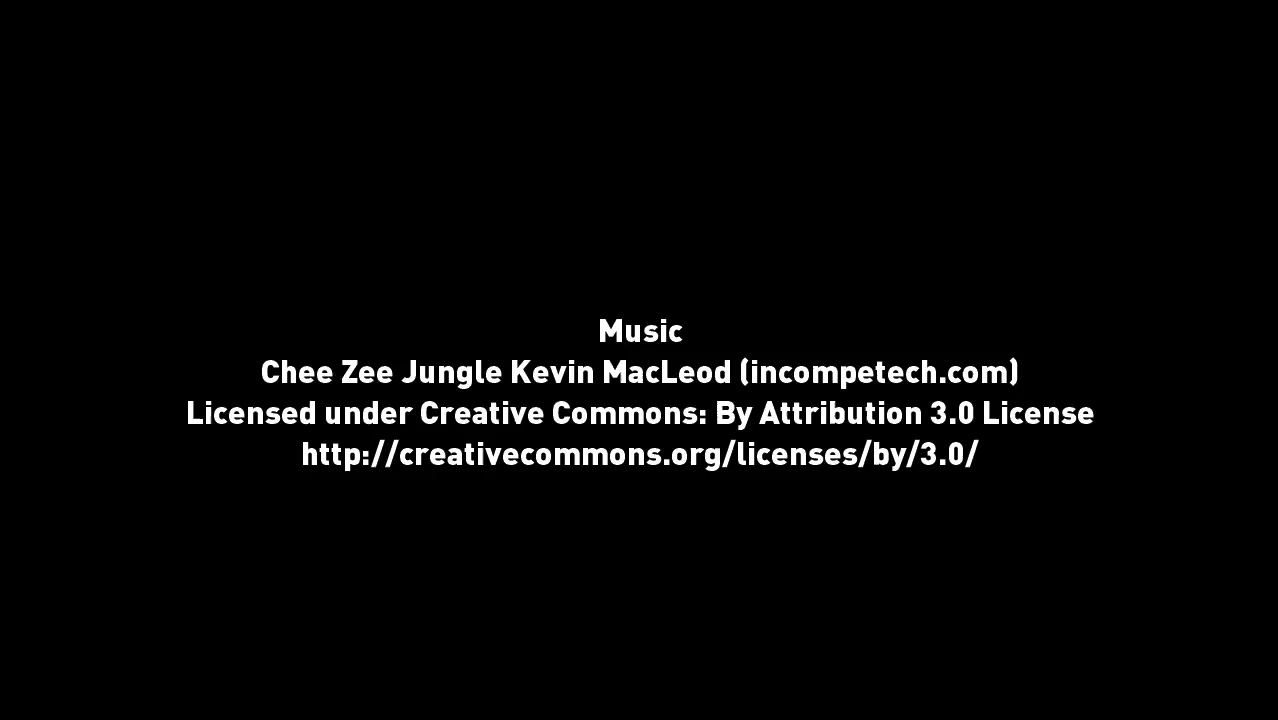 Music
Chee Zee Jungle Kevin MacLeod (incompetech.com)
Licensed under Creative Commons: By Attribution 3.0 License
http://creativecommons.org/licenses/by/3.0/